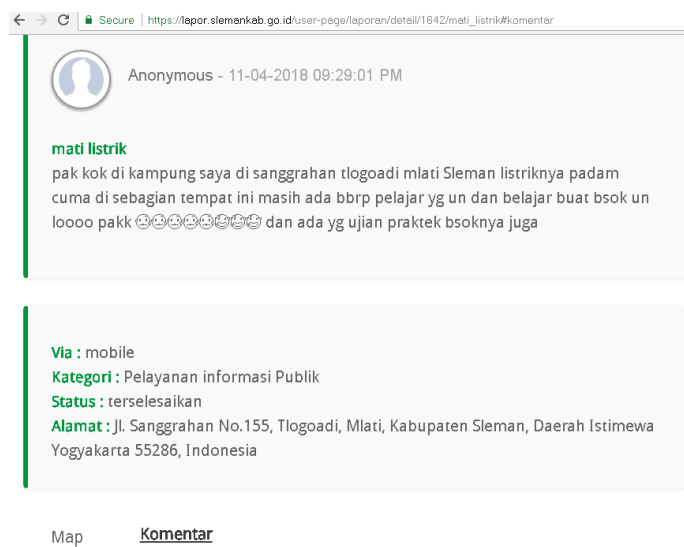 Secure | https://lapor.slemankab.go.id/user-page/laporan/detail/1642/mati_listrik#komentar
Anonymous - 11-04-2018 09:29:01 PM
mati listrik
pak kok di kampung saya di sanggrahan tlogoadi mlati Sleman listriknya padam
cuma di sebagian tempat ini masih ada bbrp pelajar yg un dan belajar buat bsok un
loooo pakk dan ada yg ujian praktek bsoknya juga
Via : mobile
Kategori : Pelayanan informasi Publik
Status : terselesaikan
Alamat : Jl. Sanggrahan No.155, Tlogoadi, Mlati, Kabupaten Sleman, Daerah Istimewa
Yogyakarta 55286, Indonesia
Map Komentar